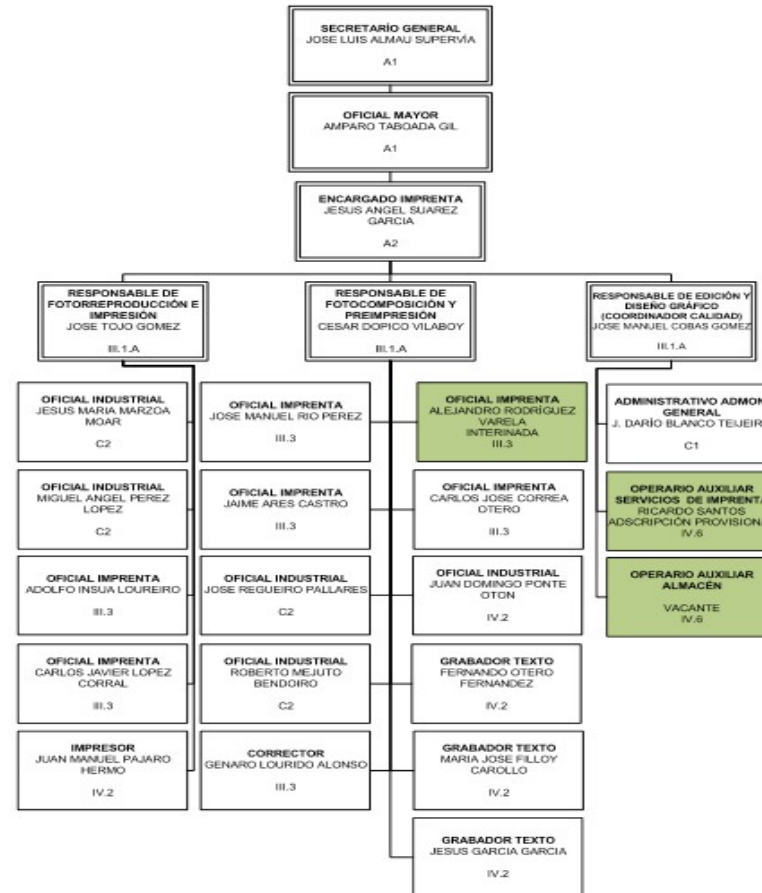 SECRETARÍO GENERAL
JOSE LUIS ALMAU SUPERVÍA
A1
OFICIAL MAYOR
AMPARO TABOADA GIL
A1
ENCARGADO IMPRENTA
JESUS ANGEL SUAREZ
GARCIA
A2
RESPONSABLE DE
FOTORREPRODUCCIÓN E
IMPRESIÓN
JOSE TOJO GOMEZ
III.1.A
RESPONSABLE DE
FOTOCOMPOSICIÓN Y
PREIMPRESIÓN
CESAR DOPICO VILABOY
III.1.A
RESPONSABLE DE EDICIÓN Y
DISEÑO GRÁFICO
(COORDINADOR CALIDAD)
JOSE MANUEL COBAS GOMEZ
III.1.A
OFICIAL INDUSTRIAL
JESUS MARIA MARZOA
MOAR
C2
OFICIAL INDUSTRIAL
MIGUEL ANGEL PEREZ
LOPEZ
C2
OFICIAL IMPRENTA
ADOLFO INSUA LOUREIRO
III.3
OFICIAL IMPRENTA
CARLOS JAVIER LOPEZ
CORRAL
III.3
IMPRESOR
JUAN MANUEL PAJARO
HERMO
IV.2
OFICIAL IMPRENTA
JOSE MANUEL RIO PEREZ
III.3
OFICIAL IMPRENTA
JAIME ARES CASTRO
III.3
OFICIAL INDUSTRIAL
JOSE REGUEIRO PALLARES
C2
OFICIAL INDUSTRIAL
ROBERTO MEJUTO
BENDOIRO
C2
CORRECTOR
GENARO LOURIDO ALONSO
III.3
OFICIAL IMPRENTA
ALEJANDRO RODRÍGUEZ
VARELA
INTERINADA
III.3
OFICIAL IMPRENTA
CARLOS JOSE CORREA
OTERO
III.3
OFICIAL INDUSTRIAL
JUAN DOMINGO PONTE
OTON
IV.2
GRABADOR TEXTO
FERNANDO OTERO
FERNANDEZ
IV.2
GRABADOR TEXTO
MARIA JOSE FILLOY
CAROLLO
IV.2
GRABADOR TEXTO
JESUS GARCIA GARCIA
IV.2
ADMINISTRATIVO ADMON
GENERAL
J. DARÍO BLANCO
C1
OPERARIO AUXILIAR
SERVICIOS DE
RICARDO SANTOS
IV.6
OPERARIO AUXILIAR
ALMACÉN
VACANTE
IV.6